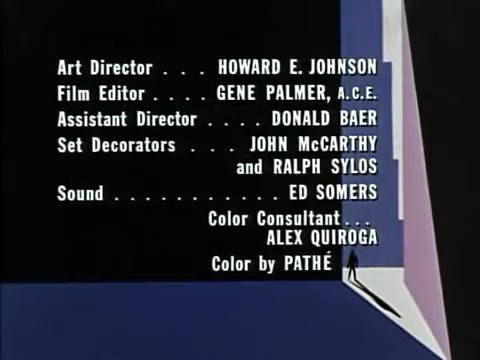 Art Director . . . HOWARD E. JOHNSON
Film Editor . . . . GENE PALMER, A.C.E.
Assistant Director . . . . DONALD BAER
Set Decorators . . . JOHN McCARTHY
and RALPH SYLOS
Sound . . . . . . . . . . . ED SOMERS
Color Consultant . . .
ALEX QUIROGA
Color by PATHÉ